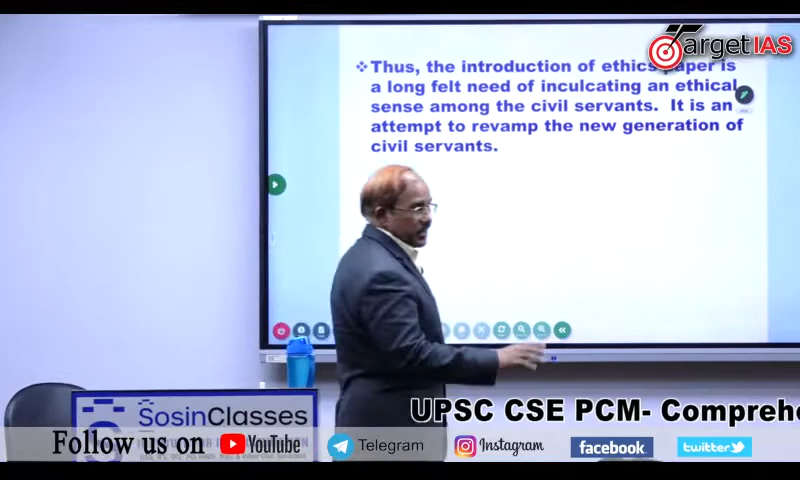 Target IAS
❖Thus, the introduction of ethics paper is
a long felt need of inculcating an ethical
sense among the civil servants. It is an
attempt to revamp the new generation of
civil servants.
SosinClasses
UPSC CSE PCM- Comprehe
Follow us on YouTube Telegram Instagram facebook twitter